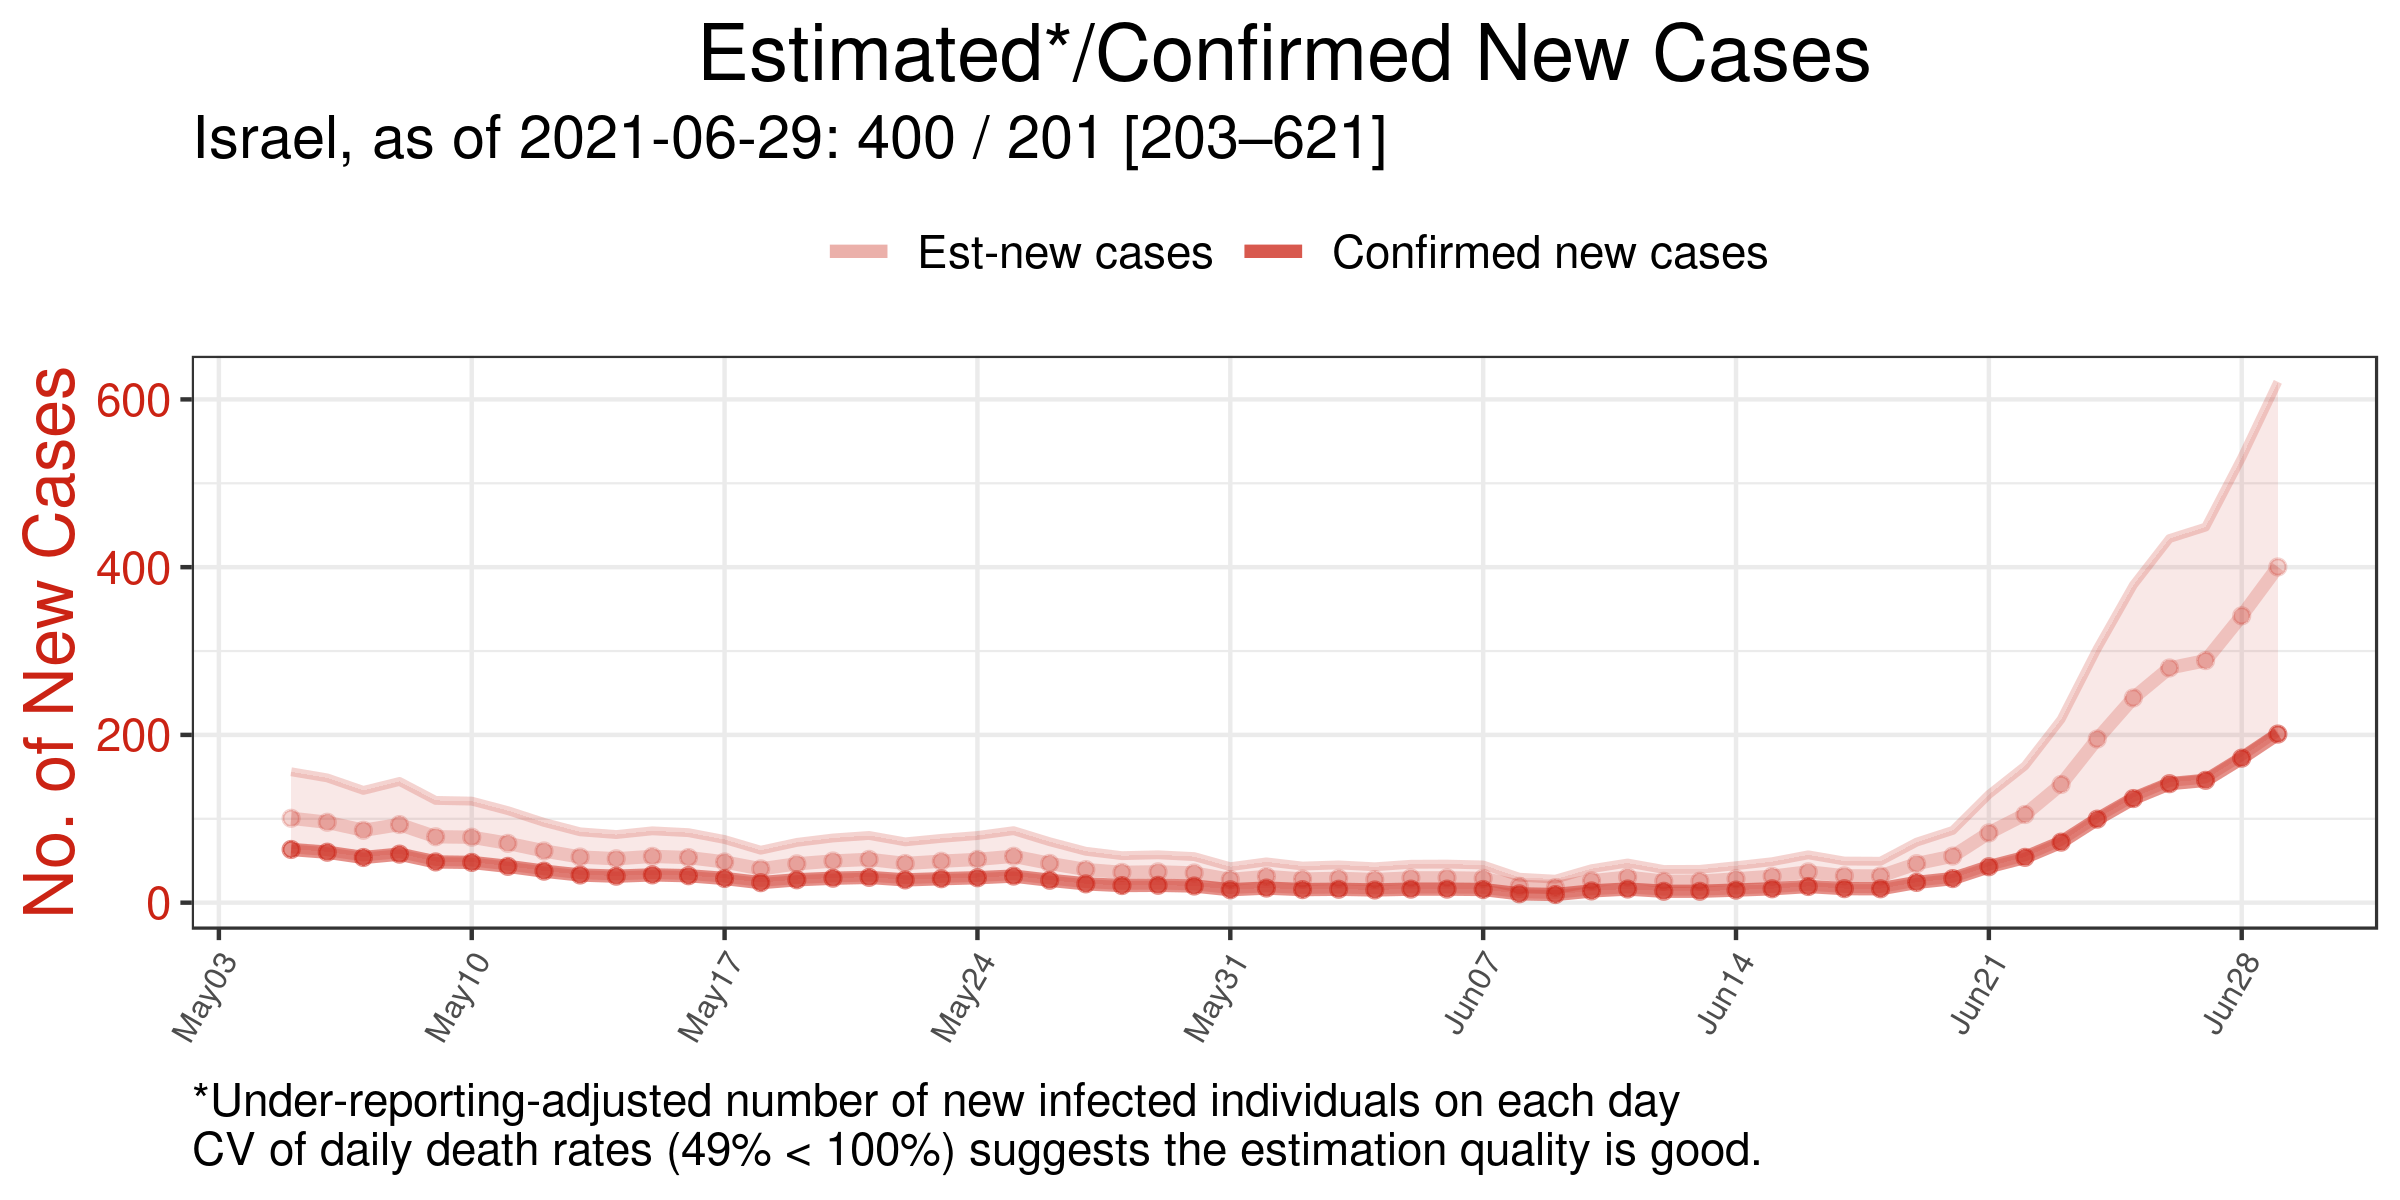 Estimated*/Confirmed New Cases
Israel, as of 2021-06-29: 400 / 201 [203–621]
Est-new cases Confirmed new cases
No. of New Cases
600
400
200
0
May03 May10 May17 May24 May31 Jun07 Jun14 Jun21 Jun28
*Under-reporting-adjusted number of new infected individuals on each day
CV of daily death rates (49% < 100%) suggests the estimation quality is good.